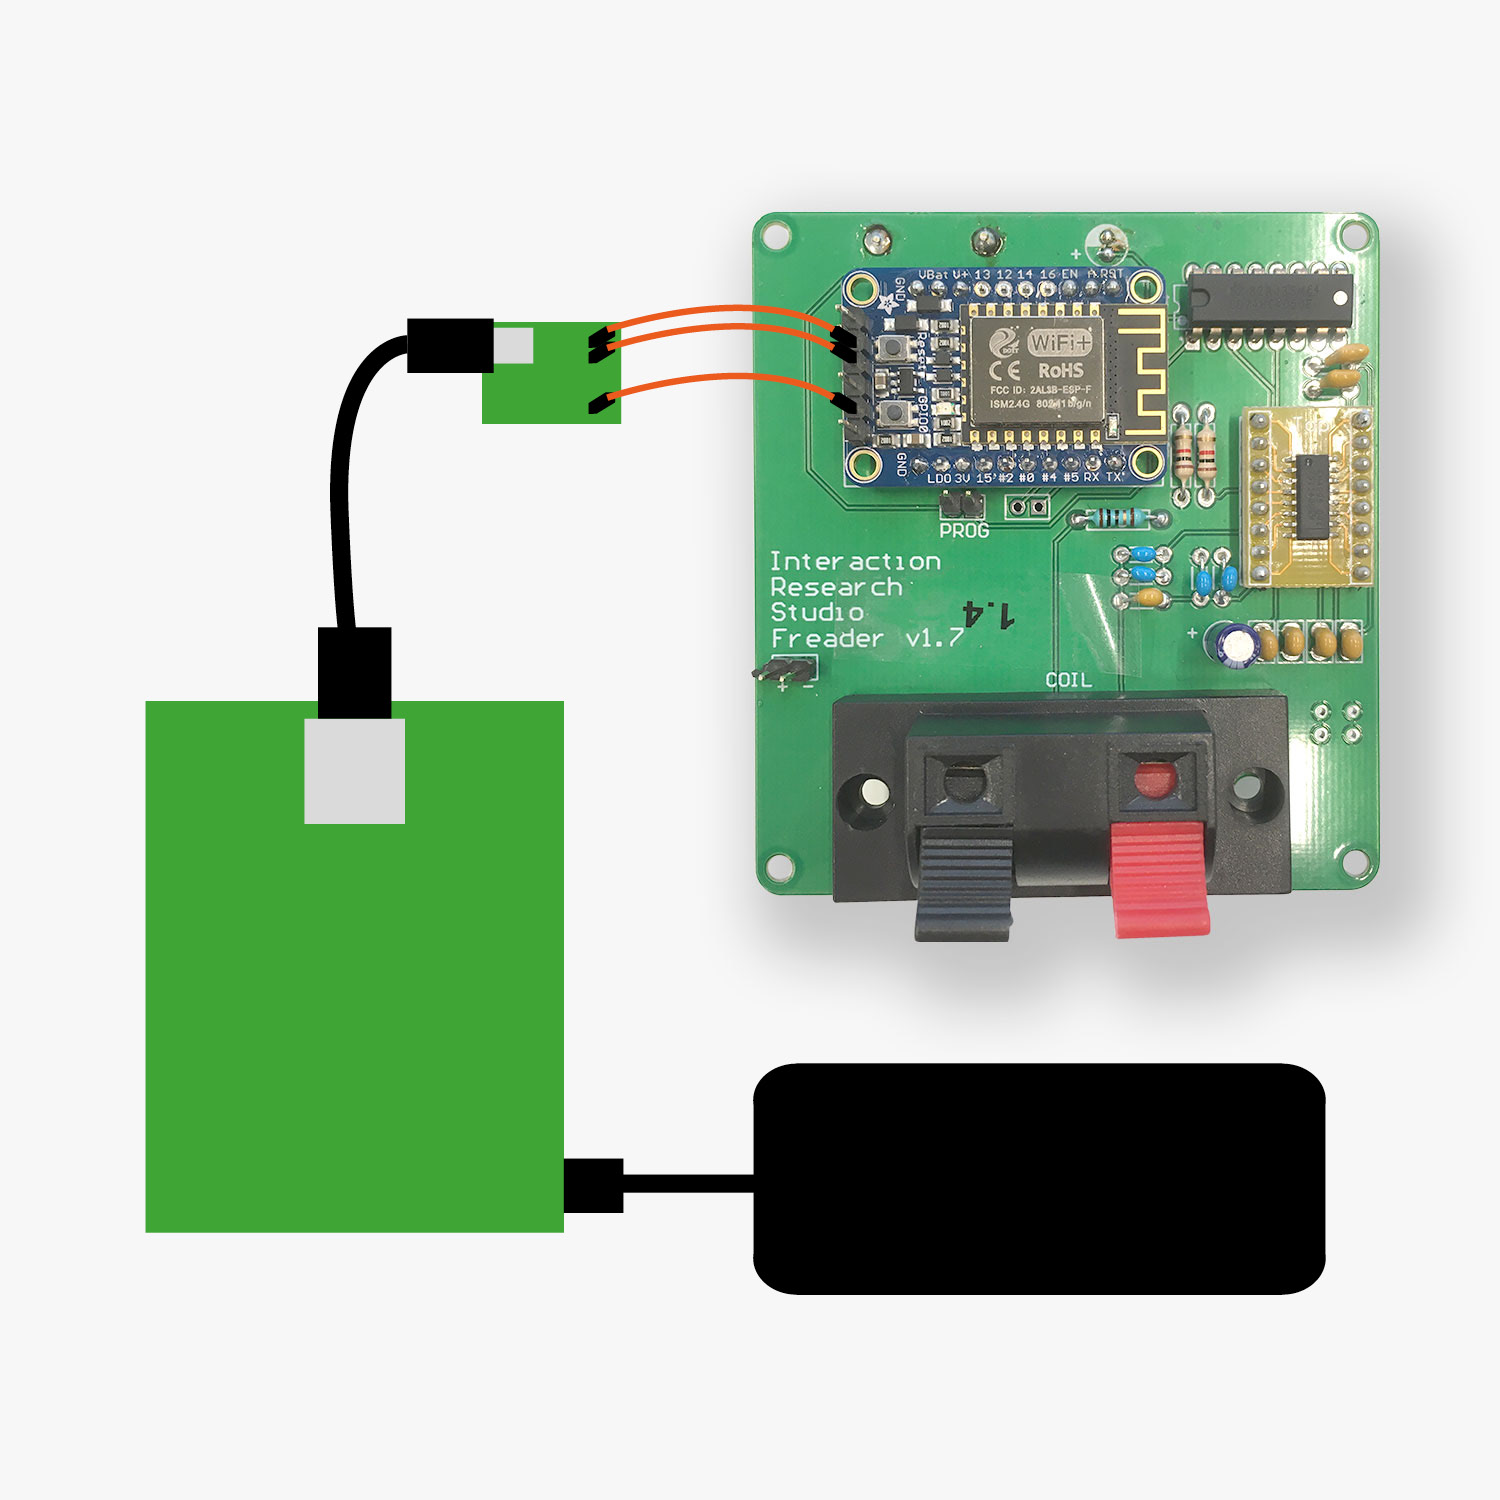 +
VBat V+ 13 12 14 16 EN A RST
GND
Reset
GPIO0
WiFi+
CE RoHS
FCC ID: 2AL3B-ESP-F
ISM2.4G 802.11b/g/n
GND
LDO 3V 15 #2 #0 #4 #5 RX TX
PROG
Interaction
Research
Studio
Freader v1.7
1.4
+
+ -
COIL